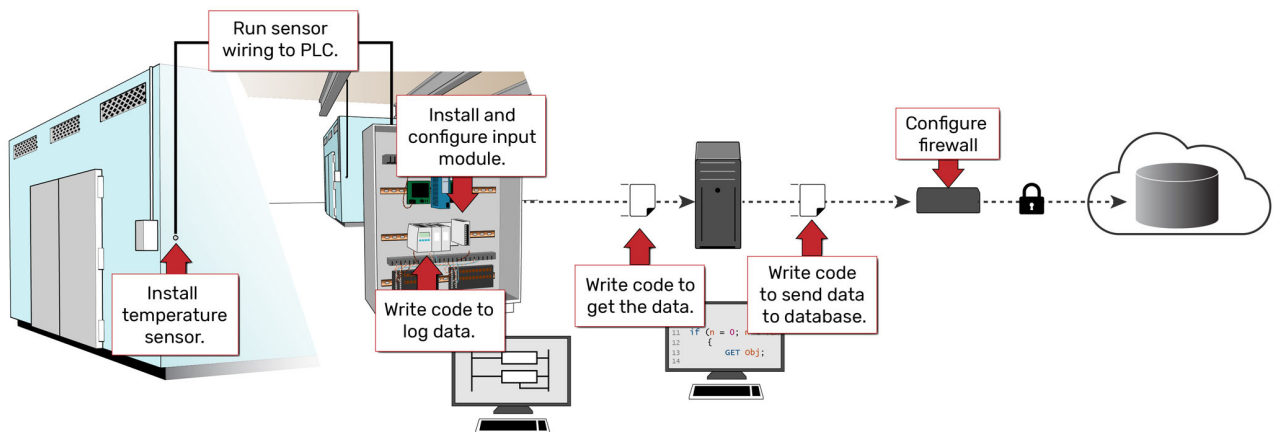 Run sensor
wiring to PLC.
Install and
configure input
module.
Configure
firewall
Install
temperature
sensor.
Write code to
log data.
Write code to
get the data.
Write code
to send data
to database.
11 if (n = 0;
12 {
13 GET Obj;
14